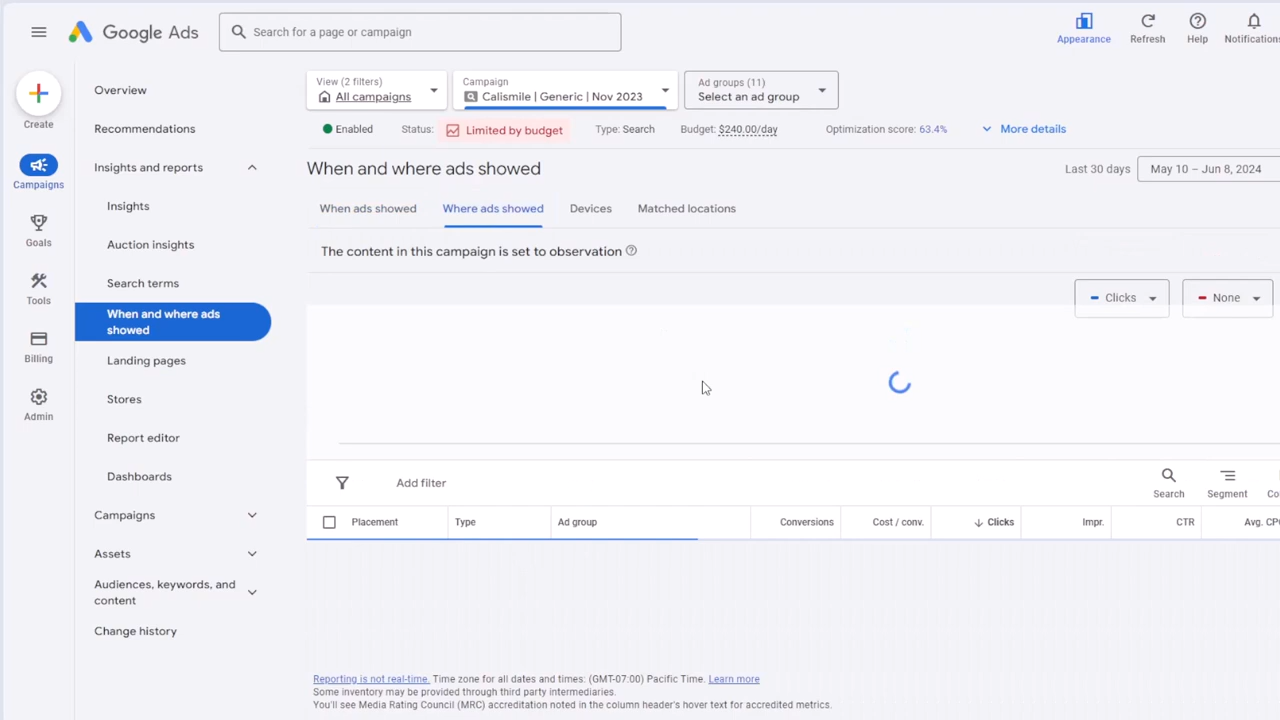 Google Ads
Search for a page or campaign
Appearance
Refresh
Help
Notifications
Create
Campaigns
Goals
Tools
Billing
Admin
Overview
Recommendations
Insights and reports
Insights
Auction insights
Search terms
When and where ads
showed
Landing pages
Stores
Report editor
Dashboards
Campaigns
Assets
Audiences, keywords, and
content
Change history
View (2 filters)
All campaigns
Campaign
Calismile | Generic | Nov 2023
Ad groups (11)
Select an ad group
Enabled Status: Limited by budget Type: Search Budget: $240.00/day Optimization score: 63.4% More details
When and where ads showed
Last 30 days May 10 – Jun 8, 2024
When ads showed Where ads showed Devices Matched locations
The content in this campaign is set to observation
Clicks None
Add filter
Search
Segment
Co
Placement Type Ad group Conversions Cost / conv. Clicks Impr. CTR Avg. CP
Reporting is not real-time. Time zone for all dates and times: (GMT-07:00) Pacific Time. Learn more
Some inventory may be provided through third party intermediaries.
You'll see Media Rating Council (MRC) accreditation noted in the column header's hover text for accredited metrics.